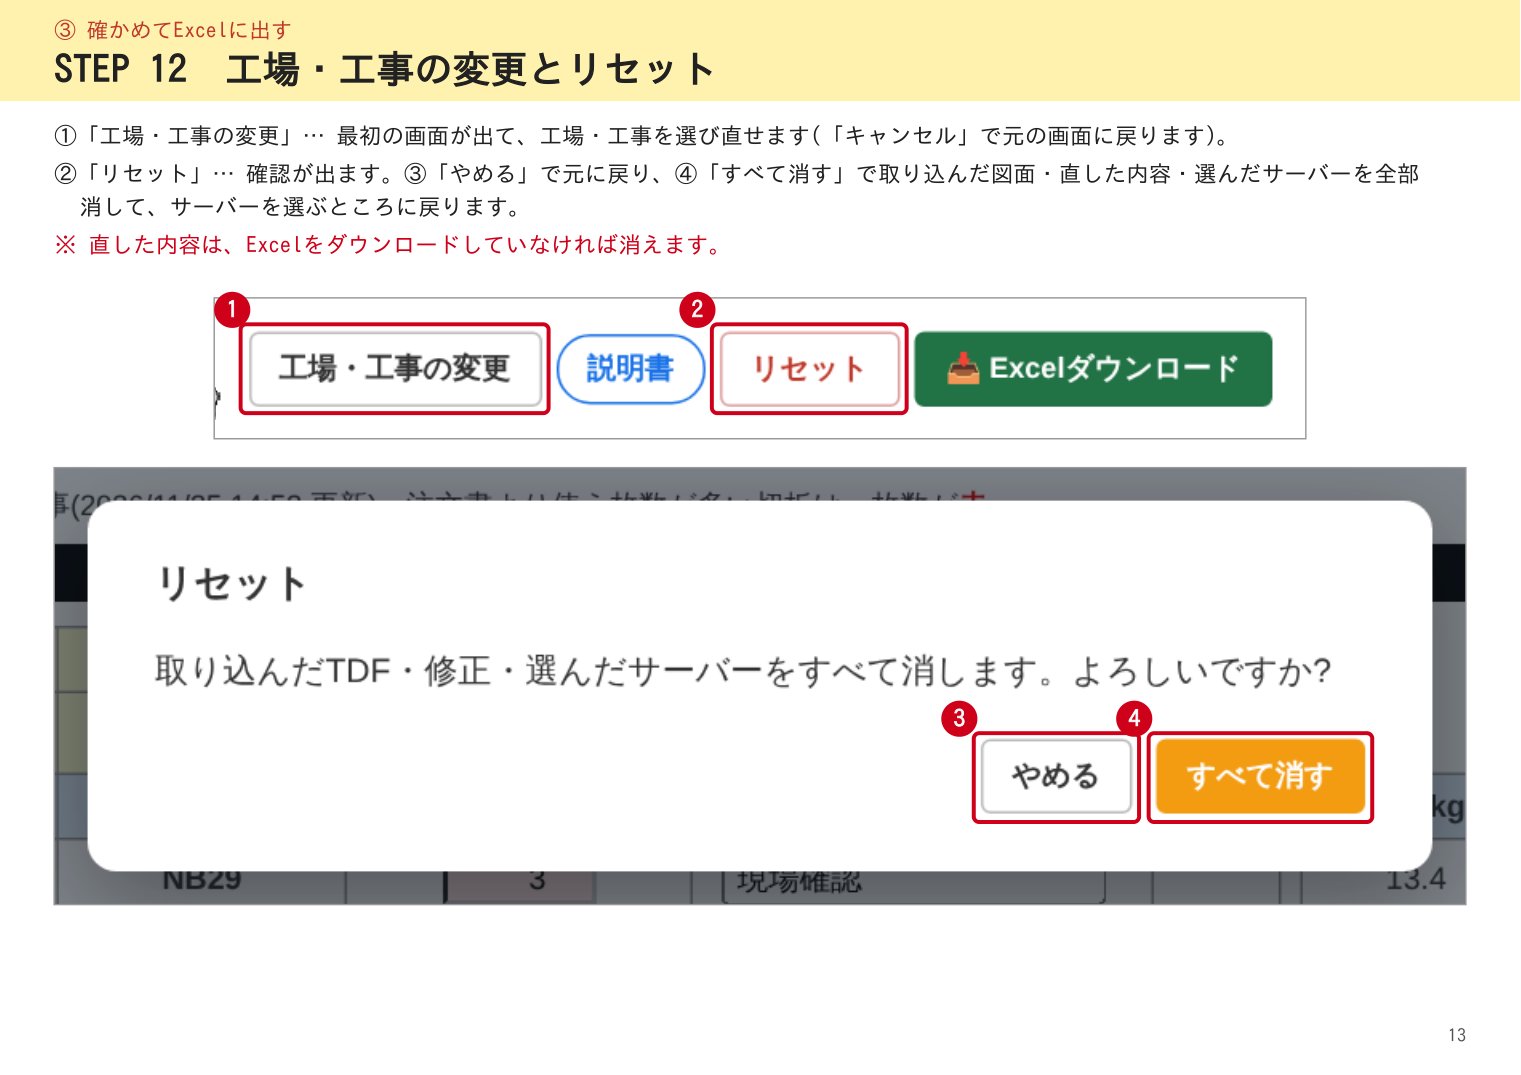 ③ 確かめてExcelに出す
STEP 12　工場・工事の変更とリセット
①「工場・工事の変更」… 最初の画面が出て、工場・工事を選び直せます(「キャンセル」で元の画面に戻ります)。
②「リセット」… 確認が出ます。③「やめる」で元に戻り、④「すべて消す」で取り込んだ図面・直した内容・選んだサーバーを全部
消して、サーバーを選ぶところに戻ります。
※ 直した内容は、Excelをダウンロードしていなければ消えます。
1 2
工場・工事の変更 説明書 リセット Excelダウンロード
リセット
取り込んだTDF・修正・選んだサーバーをすべて消します。よろしいですか?
3 4
やめる すべて消す
kg
NB29 3 現場確認 13.4
13